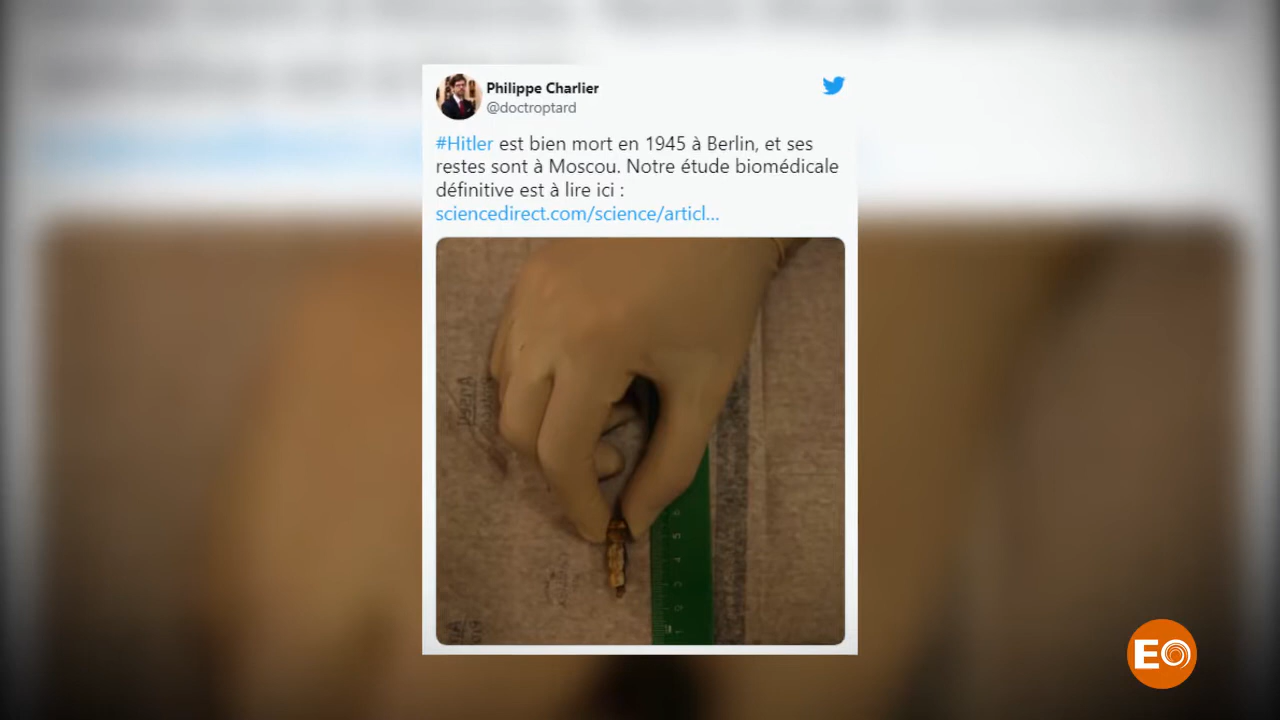 Philippe Charlier
@doctroptard
#Hitler est bien mort en 1945 à Berlin, et ses
restes sont à Moscou. Notre étude biomédicale
définitive est à lire ici :
sciencedirect.com/science/articl...
EO